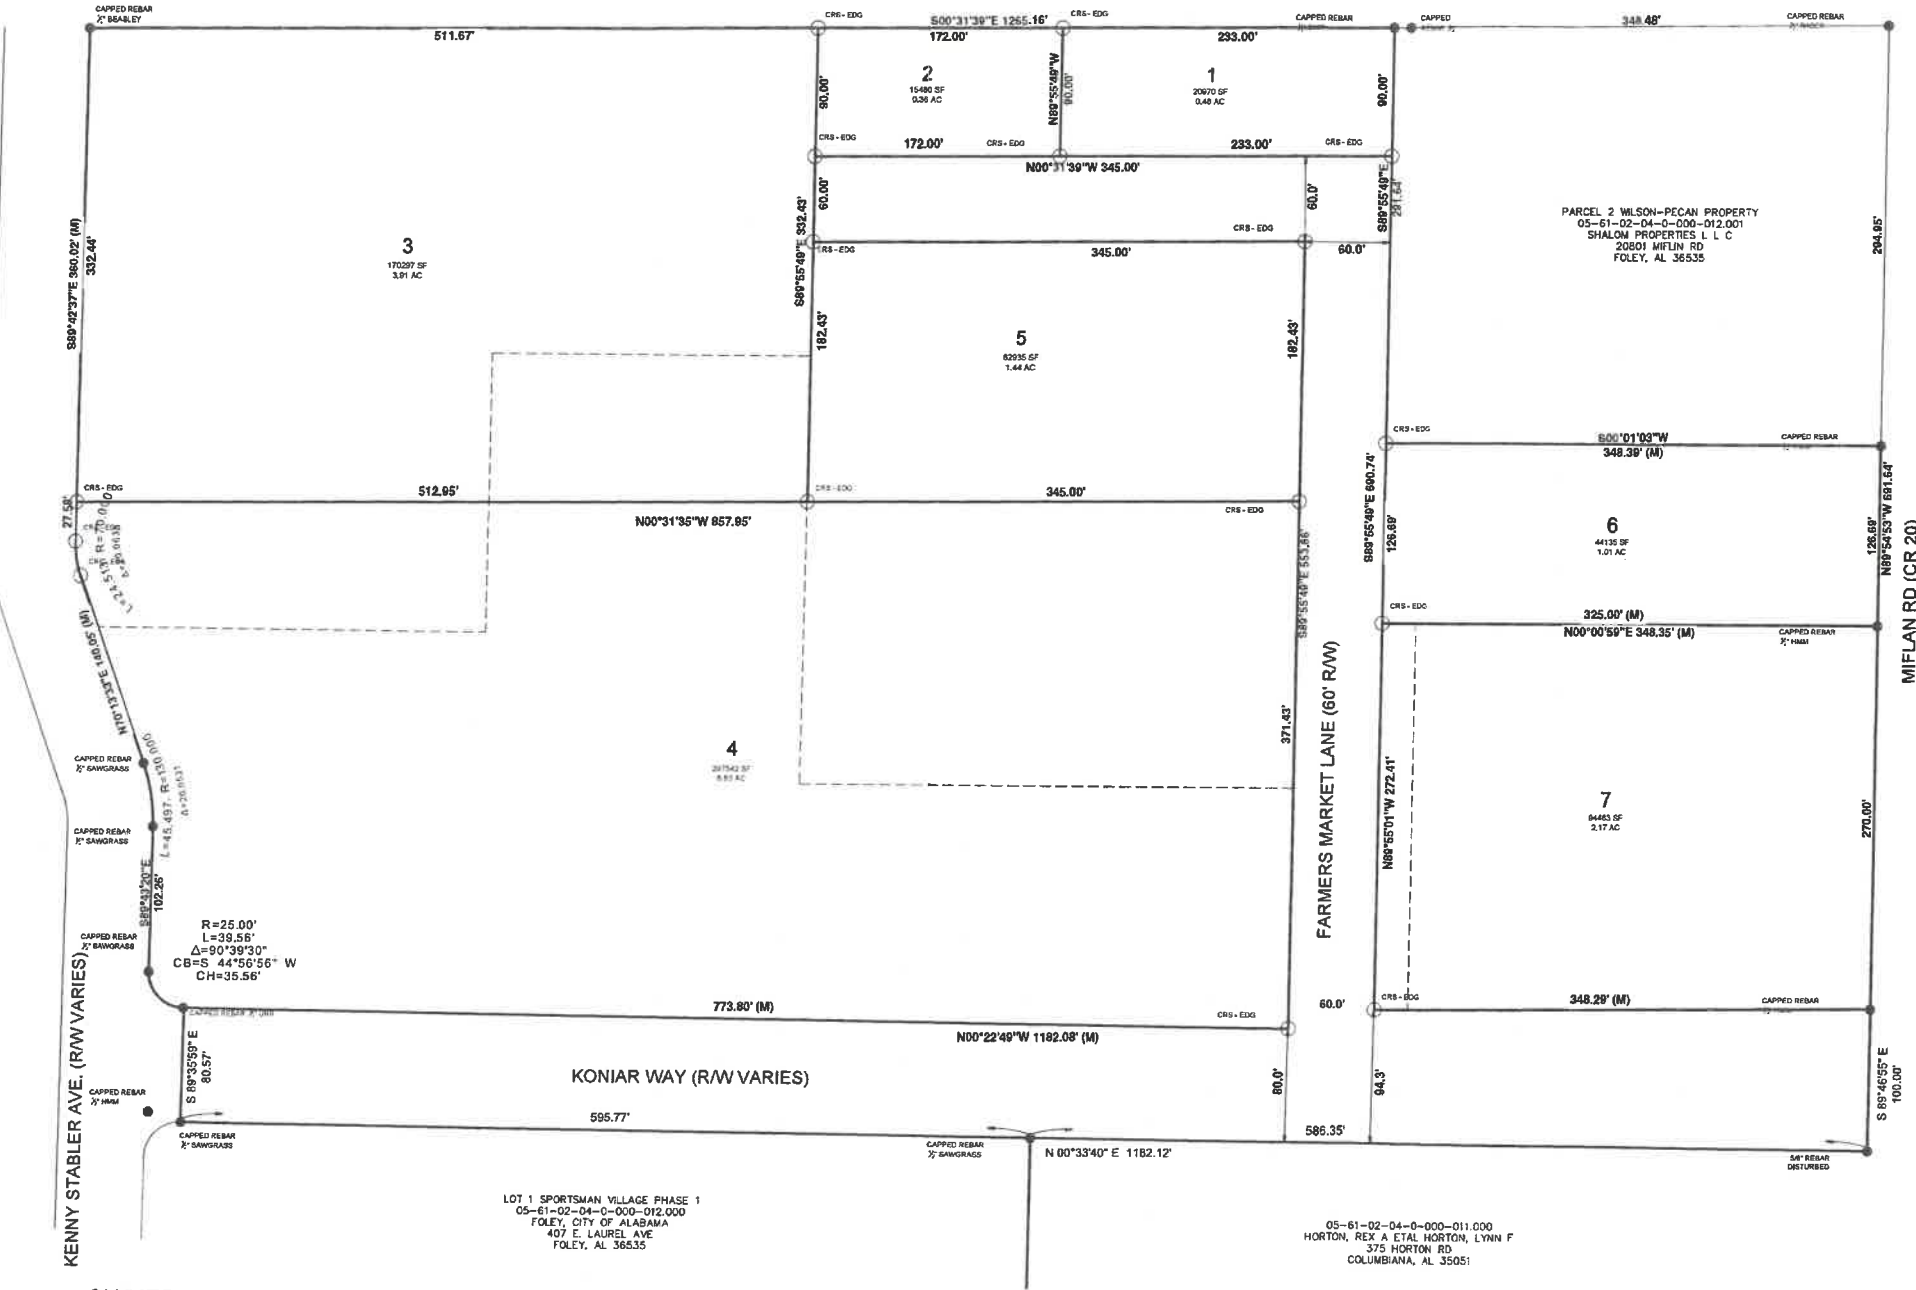 CAPPED REBAR
½" BEASLEY
CRS - EDG
S00°31'39"E 1265.16'
CRS - EDG
CAPPED REBAR
CAPPED
348.48'
CAPPED REBAR
511.67'
172.00'
233.00'
2
15480 SF
0.36 AC
1
20970 SF
0.48 AC
90.00'
N89°55'49"W
90.00'
90.00'
CRS - EDG
172.00'
CRS - EDG
233.00'
CRS - EDG
N00°31'39"W 345.00'
60.00'
60.0'
S89°55'49"E
291.64'
S89°55'49"E 332.43'
CRS - EDG
CRS - EDG
345.00'
60.0'
3
170297 SF
3.91 AC
S89°42'37"E 360.02' (M)
332.44'
PARCEL 2 WILSON-PECAN PROPERTY
05-61-02-04-0-000-012.001
SHALOM PROPERTIES L L C
20801 MIFLIN RD
FOLEY, AL 36535
294.95'
182.43'
5
62935 SF
1.44 AC
182.43'
CRS - EDG
S00°01'03"W
348.39' (M)
CAPPED REBAR
CRS - EDG
512.95'
CRS - EDG
345.00'
CRS - EDG
N00°31'35"W 857.95'
27.58'
S89°55'49"E 690.74'
126.69'
6
44135 SF
1.01 AC
126.69'
N89°54'53"W 691.64'
MIFLAN RD (CR 20)
S89°55'49"E 553.86'
CRS - EDG
325.00' (M)
N00°00'59"E 348.35' (M)
CAPPED REBAR
½" HMM
N70°13'33"E 140.05' (M)
CAPPED REBAR
½" SAWGRASS
L=45.497, R=130.000
CAPPED REBAR
½" SAWGRASS
4
371.43'
FARMERS MARKET LANE (60' R/W)
N89°55'01"W 272.41'
7
94463 SF
2.17 AC
270.00'
S89°43'20"E
102.26'
CAPPED REBAR
½" SAWGRASS
R=25.00'
L=39.56'
Δ=90°39'30"
CB=S 44°56'56" W
CH=35.56'
773.80' (M)
CRS - EDG
N00°22'49"W 1182.08' (M)
60.0'
CRS - EDG
348.29' (M)
CAPPED REBAR
S 89°35'59" E
80.57'
KONIAR WAY (R/W VARIES)
80.0'
94.3'
S 89°46'55" E
100.00'
KENNY STABLER AVE. (R/W VARIES)
CAPPED REBAR
½" HMM
CAPPED REBAR
½" SAWGRASS
595.77'
CAPPED REBAR
½" SAWGRASS
N 00°33'40" E 1182.12'
586.35'
5/8" REBAR
DISTURBED
LOT 1 SPORTSMAN VILLAGE PHASE 1
05-61-02-04-0-000-012.000
FOLEY, CITY OF ALABAMA
407 E. LAUREL AVE
FOLEY, AL 36535
05-61-02-04-0-000-011.000
HORTON, REX A ETAL HORTON, LYNN F
375 HORTON RD
COLUMBIANA, AL 35051